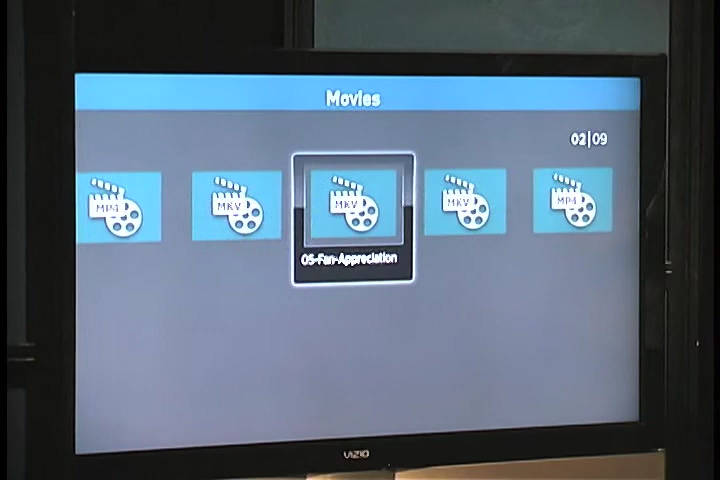 Movies
02|09
MP4
MKV
MKV
MKV
MP4
05-Fan-Appreciation
VIZIO